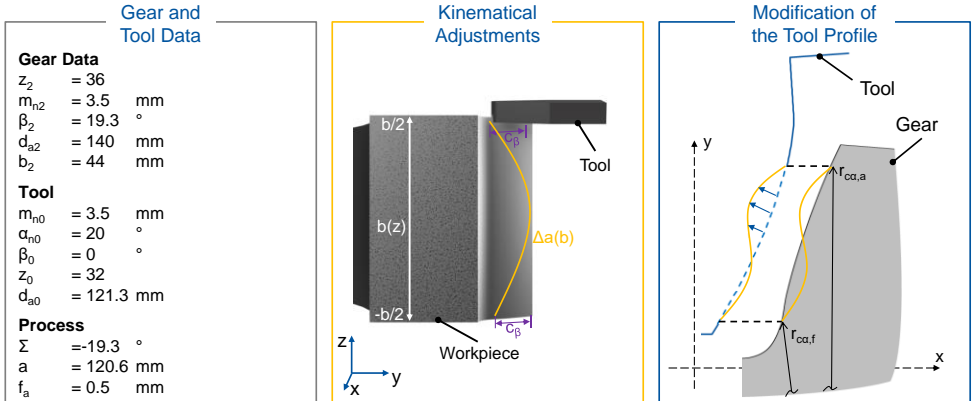 Gear and
Tool Data
Gear Data
z2 = 36
mn2 = 3.5 mm
β2 = 19.3 °
da2 = 140 mm
b2 = 44 mm
Tool
mn0 = 3.5 mm
αn0 = 20 °
β0 = 0 °
z0 = 32
da0 = 121.3 mm
Process
Σ =-19.3 °
a = 120.6 mm
fa = 0.5 mm
Kinematical
Adjustments
b/2
cβ
Tool
b(z)
Δa(b)
-b/2
cβ
Workpiece
z
y
x
Modification of
the Tool Profile
Tool
Gear
y
rcα,a
rcα,f
x